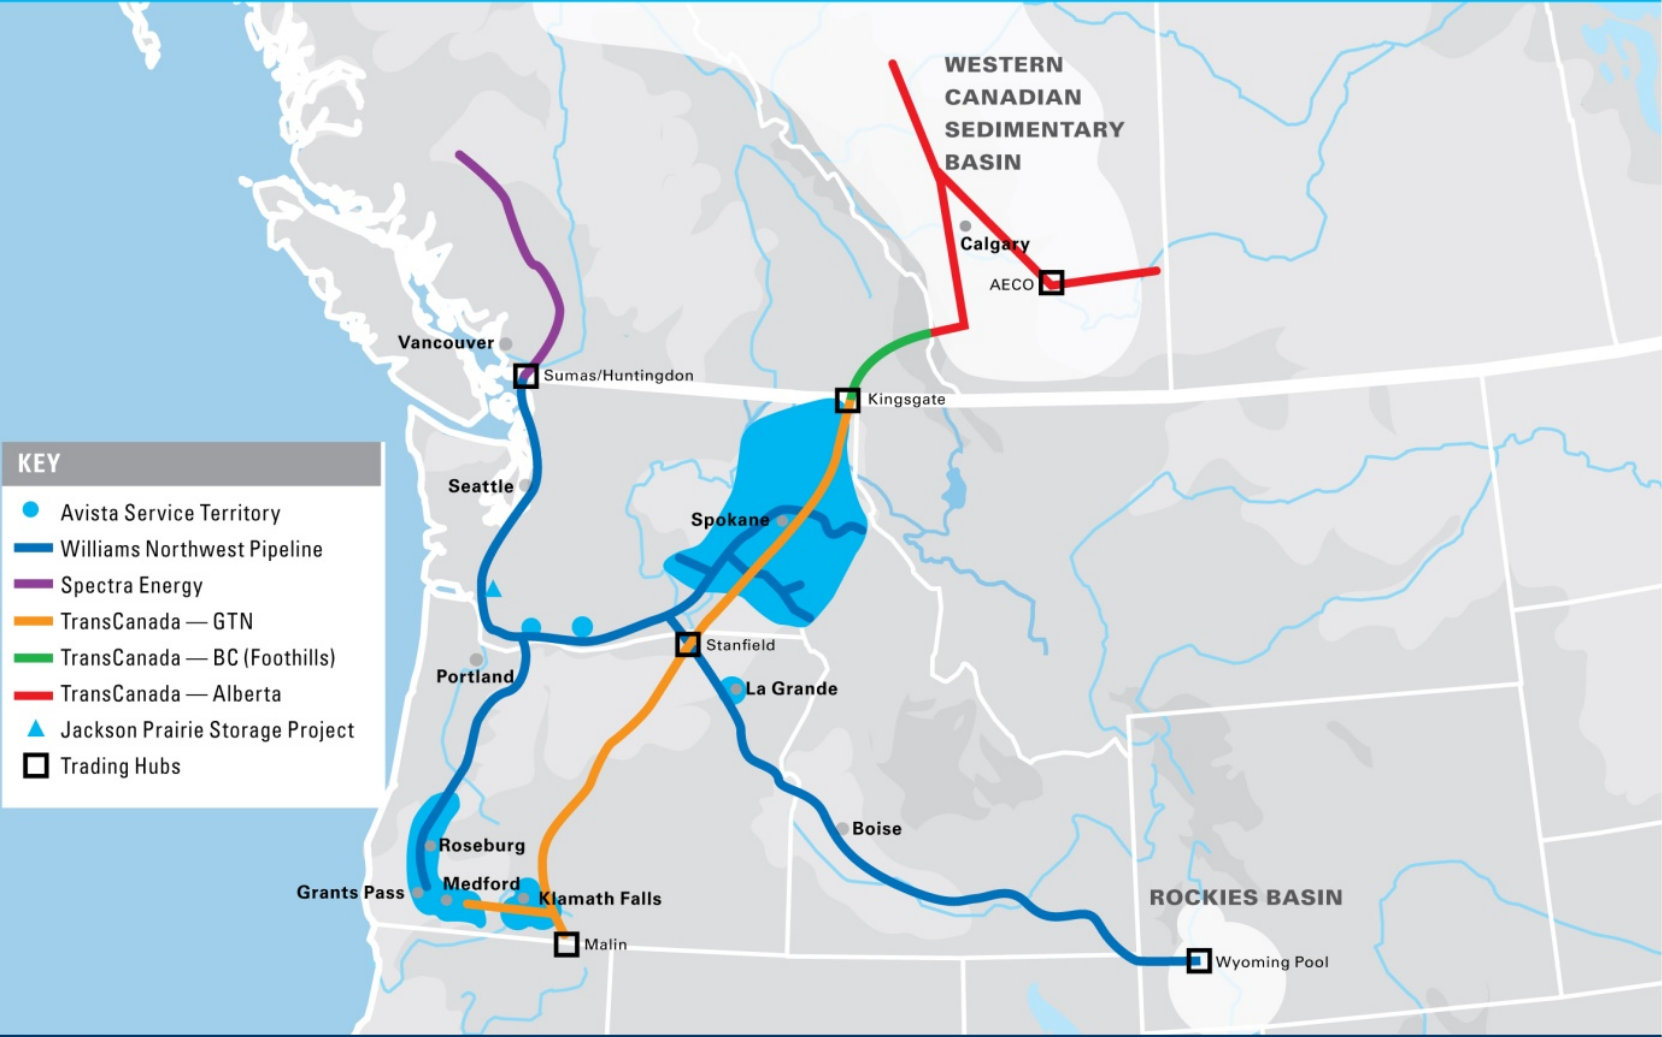 WESTERN
CANADIAN
SEDIMENTARY
BASIN
Calgary
AECO
Vancouver
Sumas/Huntingdon
Kingsgate
KEY
Avista Service Territory
Williams Northwest Pipeline
Spectra Energy
TransCanada — GTN
TransCanada — BC (Foothills)
TransCanada — Alberta
Jackson Prairie Storage Project
Trading Hubs
Seattle
Spokane
Stanfield
Portland
La Grande
Boise
Roseburg
Medford
Grants Pass
Klamath Falls
Malin
ROCKIES BASIN
Wyoming Pool